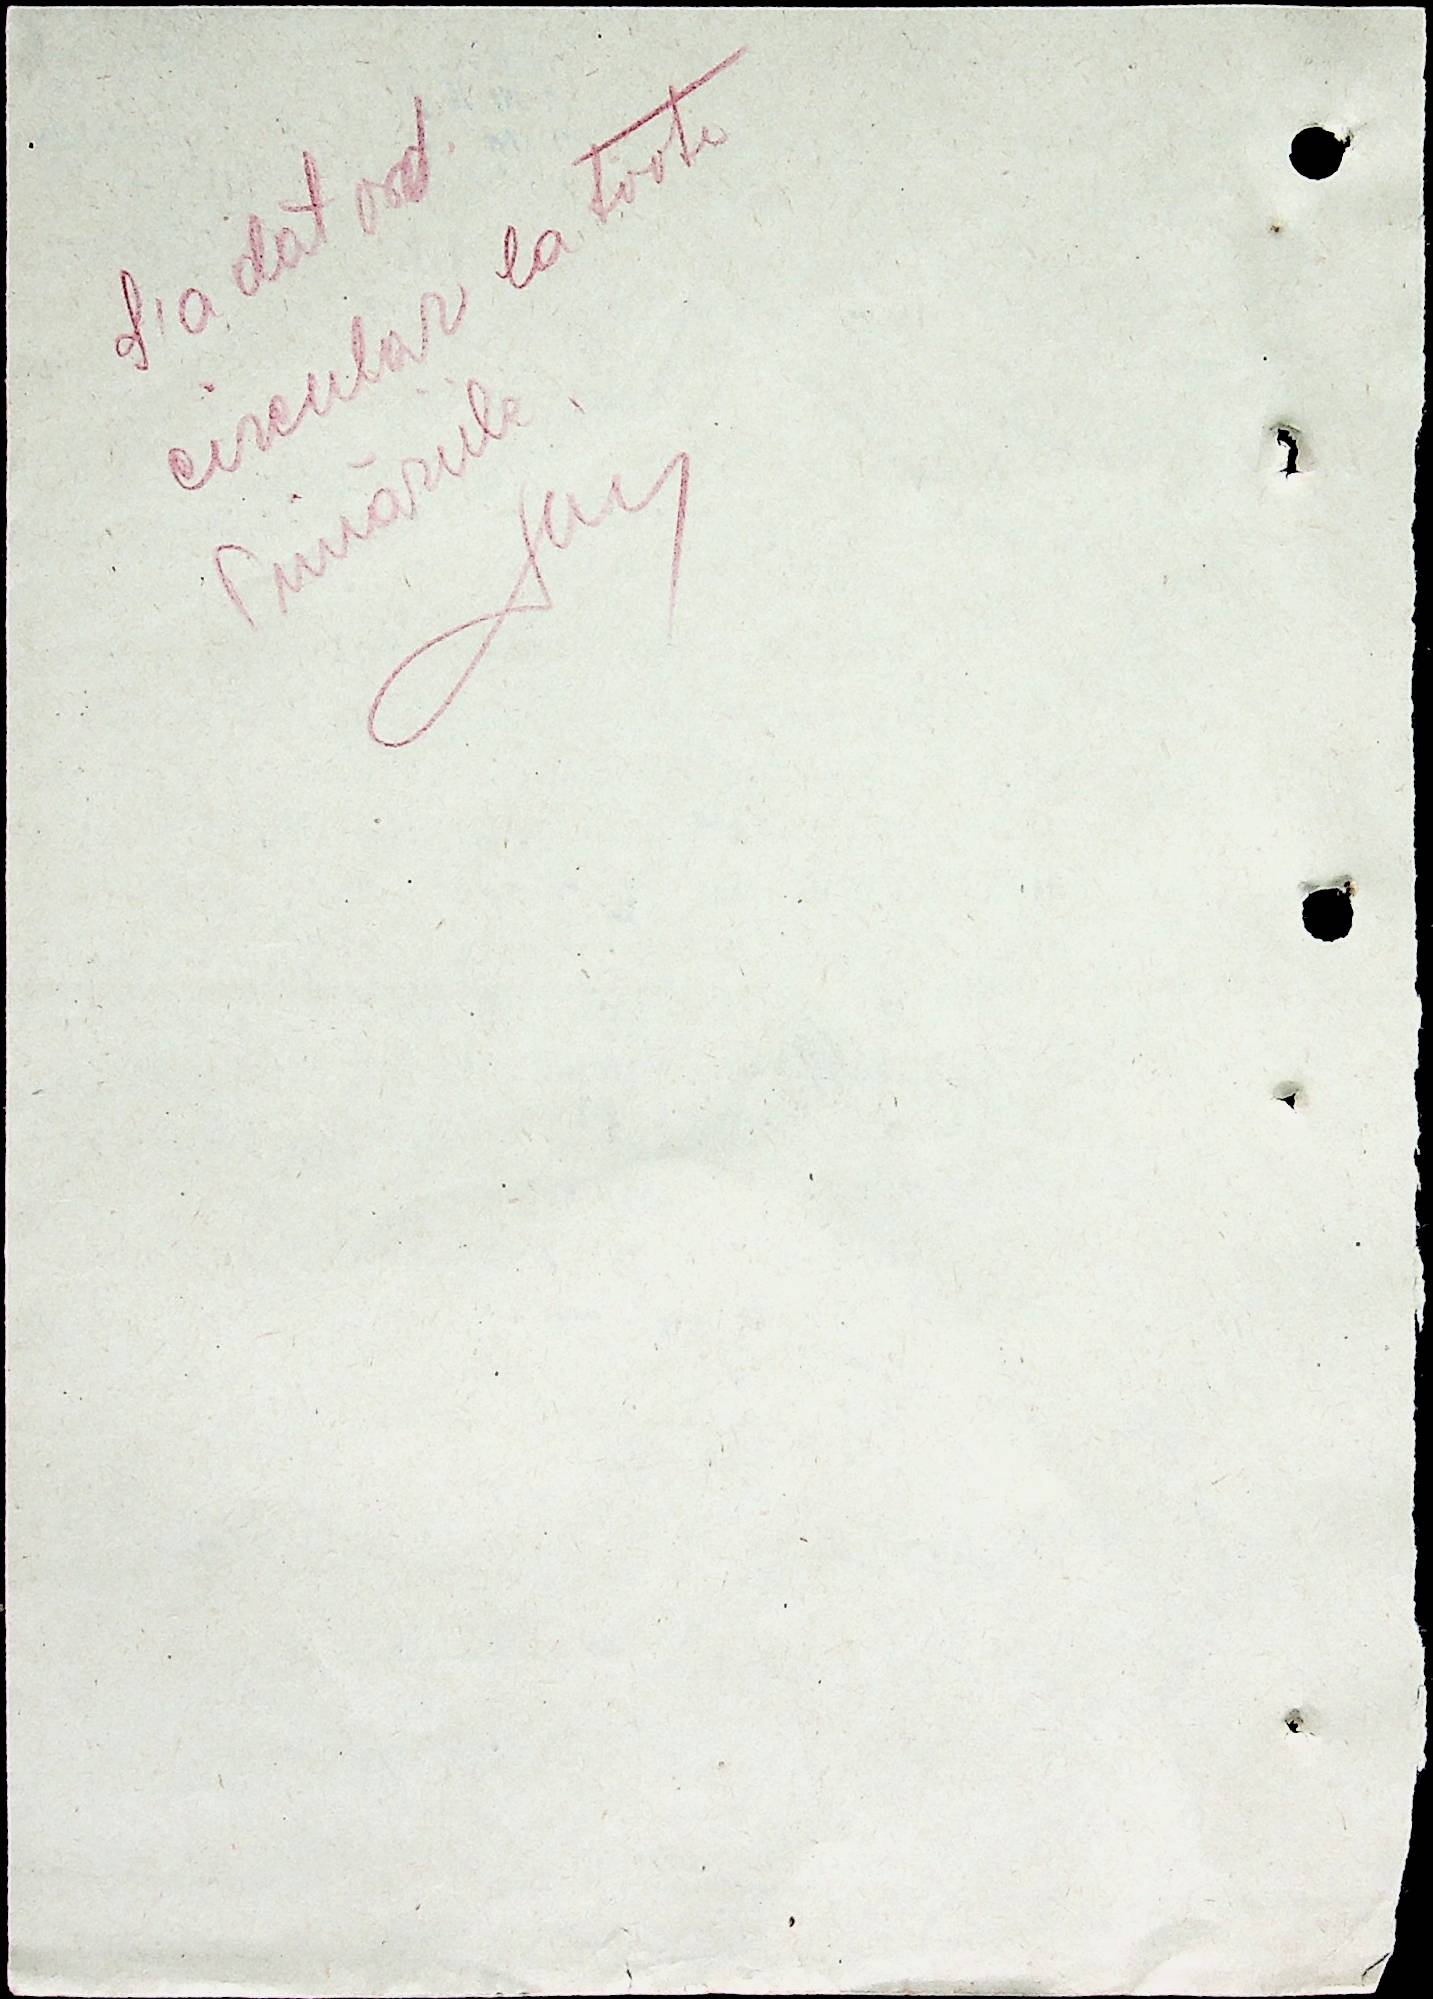 S'a dat ord.
circular la toate
Primăriile.